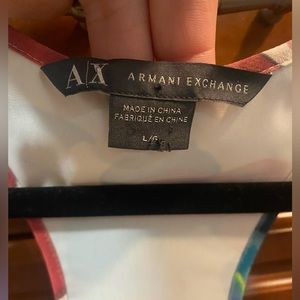 A|X ARMANI EXCHANGE
MADE IN CHINA
FABRIQUÉ EN CHINE
L/G